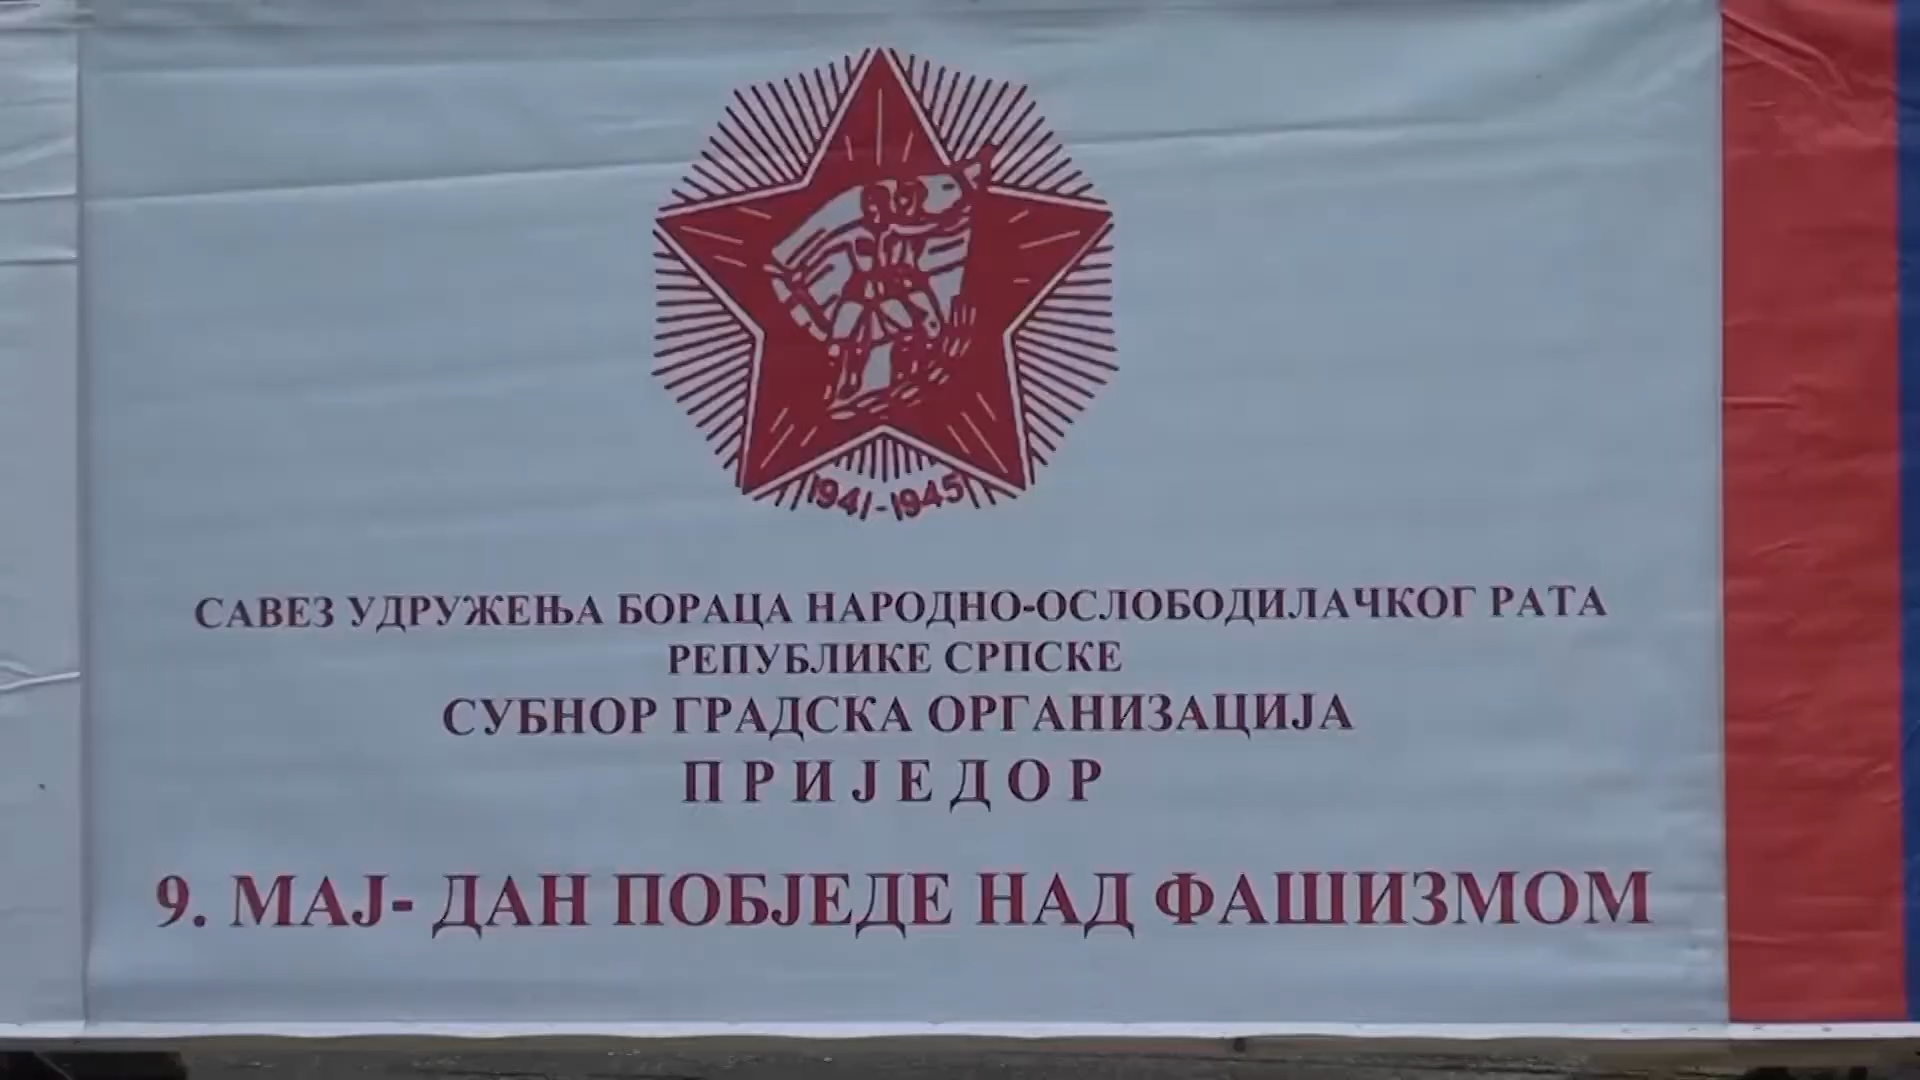 1941-1945
САВЕЗ УДРУЖЕЊА БОРАЦА НАРОДНО-ОСЛОБОДИЛАЧКОГ РАТА
РЕПУБЛИКЕ СРПСКЕ
СУБНОР ГРАДСКА ОРГАНИЗАЦИЈА
ПРИЈЕДОР
9. МАЈ- ДАН ПОБЈЕДЕ НАД ФАШИЗМОМ